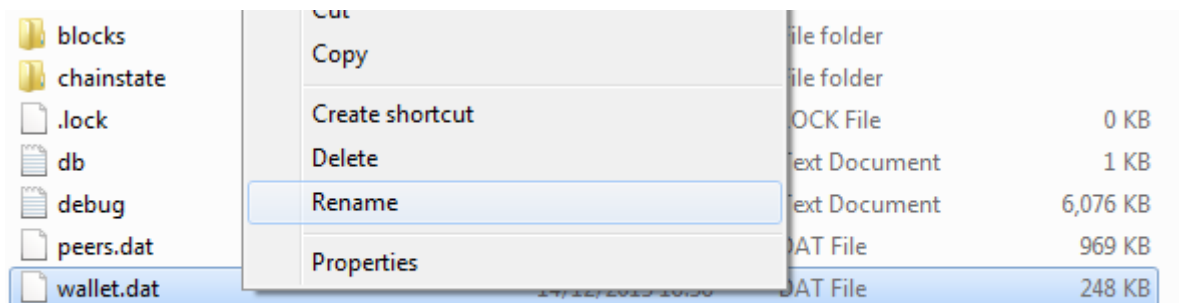 Cut
blocks File folder
Copy
chainstate File folder
Create shortcut
.lock LOCK File 0 KB
Delete
db Text Document 1 KB
Rename
debug Text Document 6,076 KB
peers.dat DAT File 969 KB
Properties
wallet.dat DAT File 248 KB